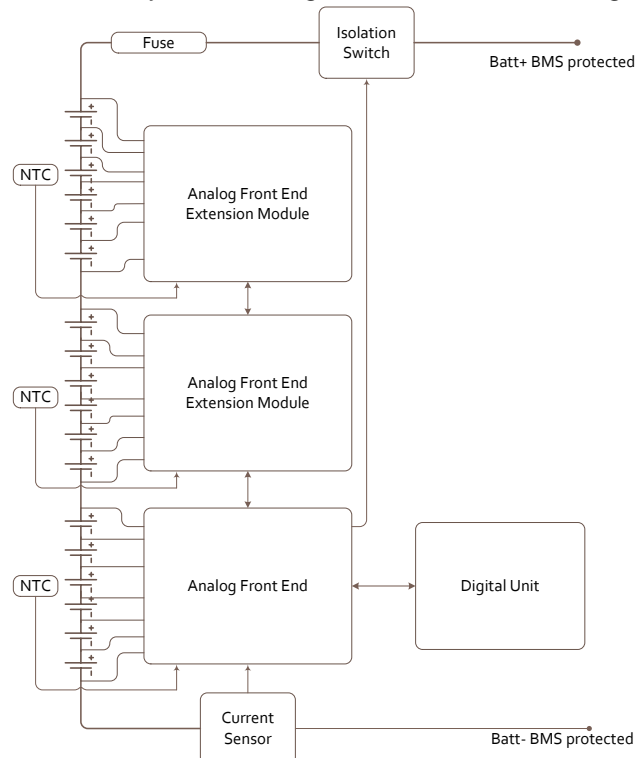 Fuse
Isolation
Switch
Batt+ BMS protected
NTC
Analog Front End
Extension Module
NTC
Analog Front End
Extension Module
NTC
Analog Front End
Digital Unit
Current
Sensor
Batt- BMS protected